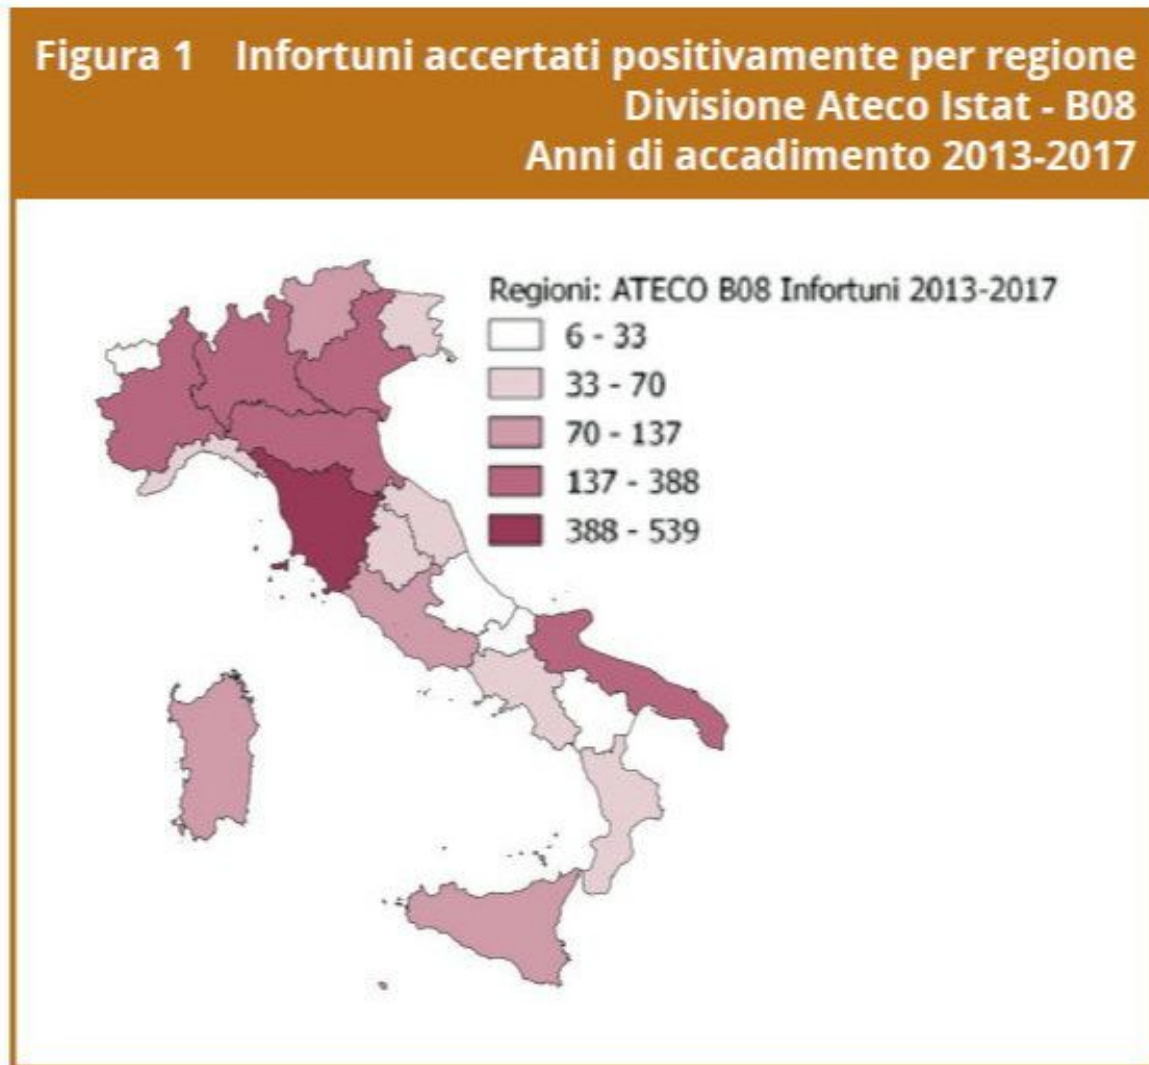 Figura 1 Infortuni accertati positivamente per regione
Divisione Ateco Istat - B08
Anni di accadimento 2013-2017
Regioni: ATECO B08 Infortuni 2013-2017
6 - 33
33 - 70
70 - 137
137 - 388
388 - 539